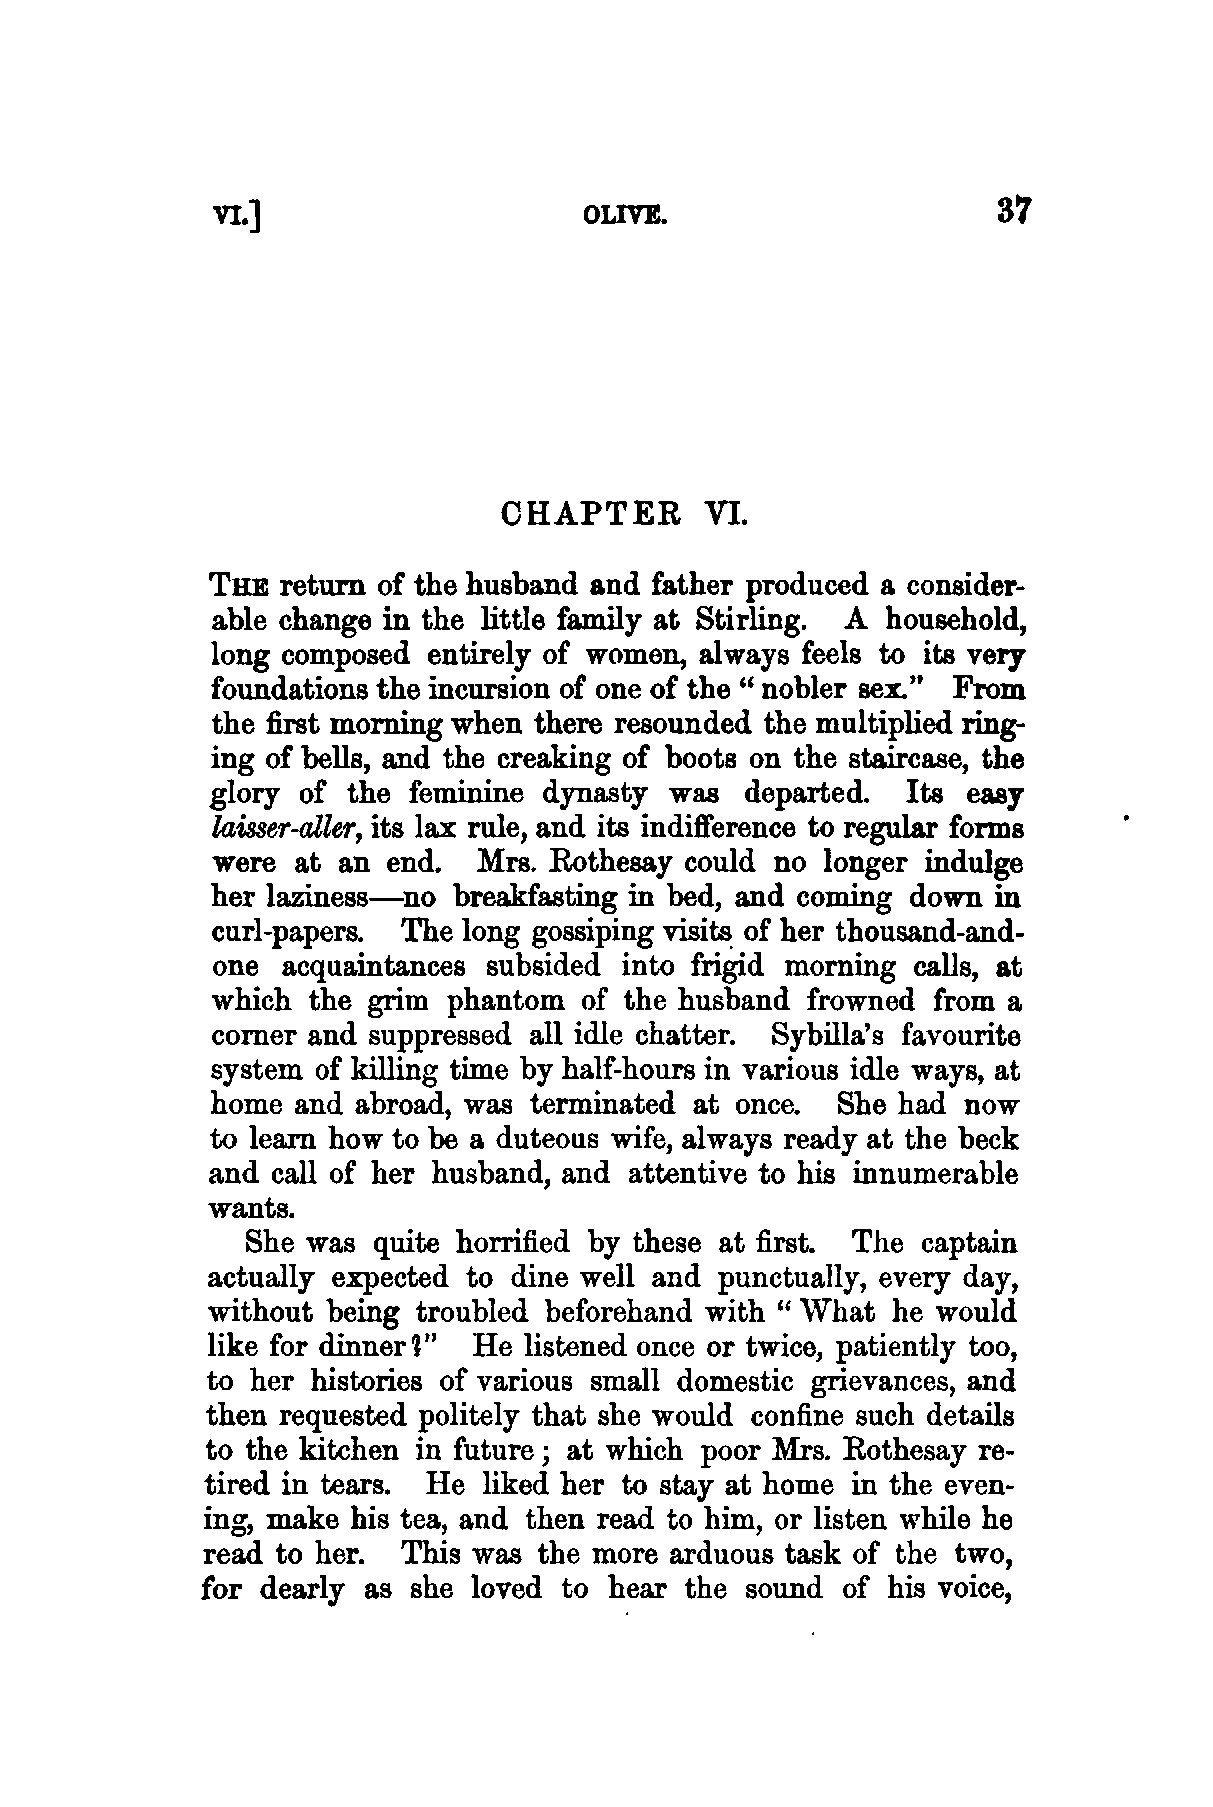 VI.] OLIVE. 37
CHAPTER VI.
THE return of the husband and father produced a consider-
able change in the little family at Stirling. A household,
long composed entirely of women, always feels to its very
foundations the incursion of one of the " nobler sex." From
the first morning when there resounded the multiplied ring-
ing of bells, and the creaking of boots on the staircase, the
glory of the feminine dynasty was departed. Its easy
laisser-aller, its lax rule, and its indifference to regular forms
were at an end. Mrs. Rothesay could no longer indulge
her laziness—no breakfasting in bed, and coming down in
curl-papers. The long gossiping visits of her thousand-and-
one acquaintances subsided into frigid morning calls, at
which the grim phantom of the husband frowned from a
corner and suppressed all idle chatter. Sybilla's favourite
system of killing time by half-hours in various idle ways, at
home and abroad, was terminated at once. She had now
to learn how to be a duteous wife, always ready at the beck
and call of her husband, and attentive to his innumerable
wants.
She was quite horrified by these at first. The captain
actually expected to dine well and punctually, every day,
without being troubled beforehand with " What he would
like for dinner?" He listened once or twice, patiently too,
to her histories of various small domestic grievances, and
then requested politely that she would confine such details
to the kitchen in future ; at which poor Mrs. Rothesay re-
tired in tears. He liked her to stay at home in the even-
ing, make his tea, and then read to him, or listen while he
read to her. This was the more arduous task of the two,
for dearly as she loved to hear the sound of his voice,